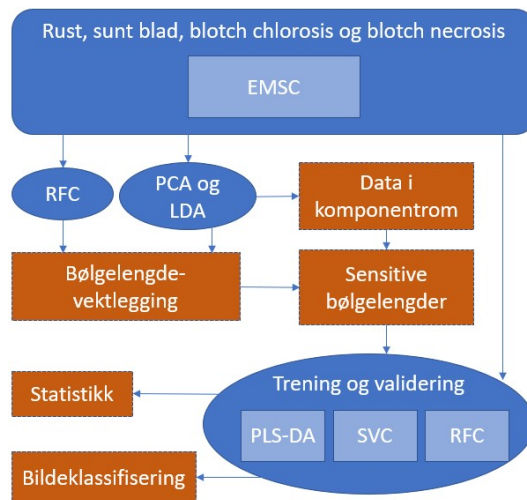 Rust, sunt blad, blotch chlorosis og blotch necrosis
EMSC
RFC
PCA og
LDA
Data i
komponentrom
Bølgelengde-
vektlegging
Sensitive
bølgelengder
Trening og validering
Statistikk
PLS-DA
SVC
RFC
Bildeklassifisering